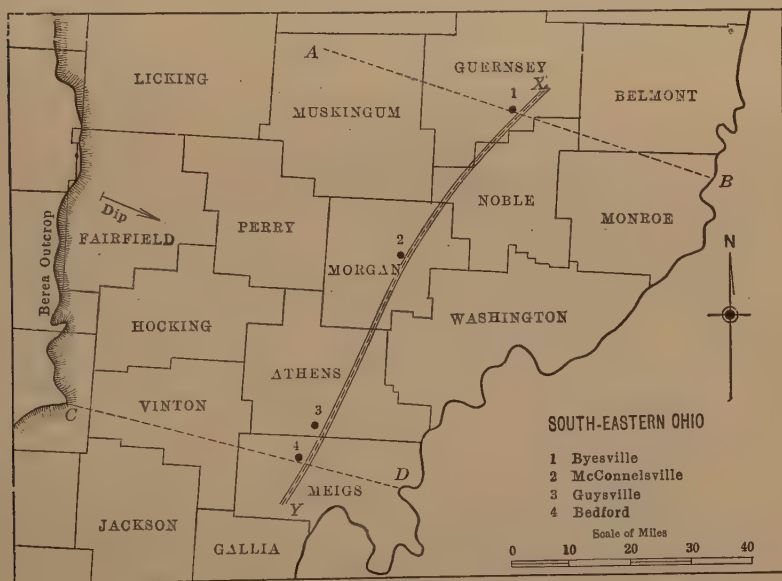 LICKING
A
GUERNSEY
X
1
BELMONT
MUSKINGUM
B
Dip
FAIRFIELD
PERRY
NOBLE
MONROE
2
MORGAN
N
Berea Outcrop
HOCKING
WASHINGTON
ATHENS
VINTON
C
3
4
D
MEIGS
Y
JACKSON
GALLIA
SOUTH-EASTERN OHIO
1 Byesville
2 McConnelsville
3 Guysville
4 Bedford
Scale of Miles
0 10 20 30 40